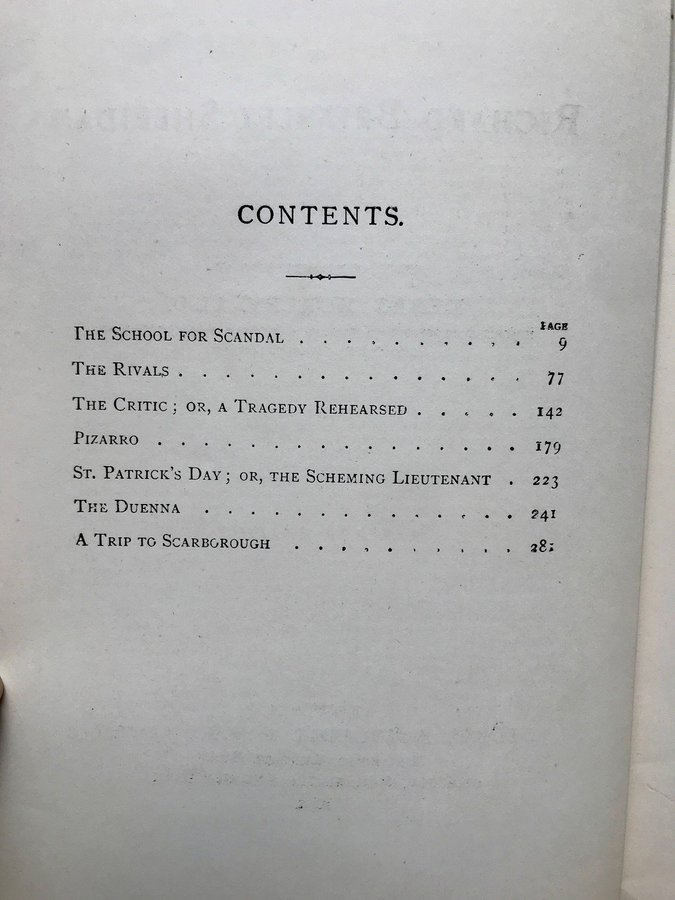 CONTENTS.
PAGE
THE SCHOOL FOR SCANDAL . . . . . . . . . . 9
THE RIVALS . . . . . . . . . . . . . . . 77
THE CRITIC ; OR, A TRAGEDY REHEARSED . . . . . 142
PIZARRO . . . . . . . . . . . . . . . . 179
ST. PATRICK'S DAY ; OR, THE SCHEMING LIEUTENANT . 223
THE DUENNA . . . . . . . . . . . . . . 241
A TRIP TO SCARBOROUGH . . . . . . . . . .